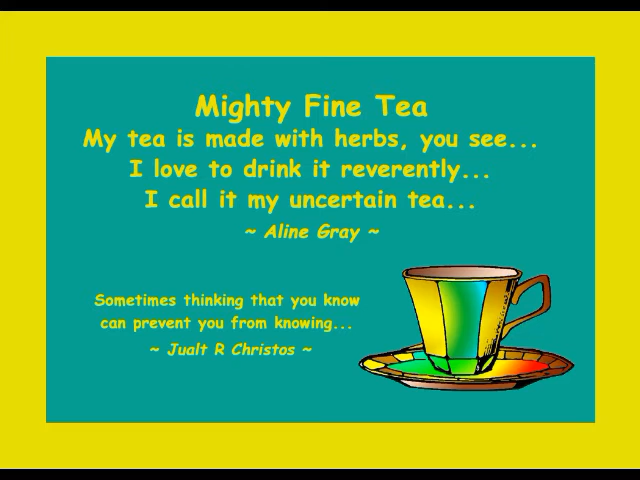 Mighty Fine Tea
My tea is made with herbs, you see...
I love to drink it reverently...
I call it my uncertain tea...
~ Aline Gray ~
Sometimes thinking that you know
can prevent you from knowing...
~ Jualt R Christos ~